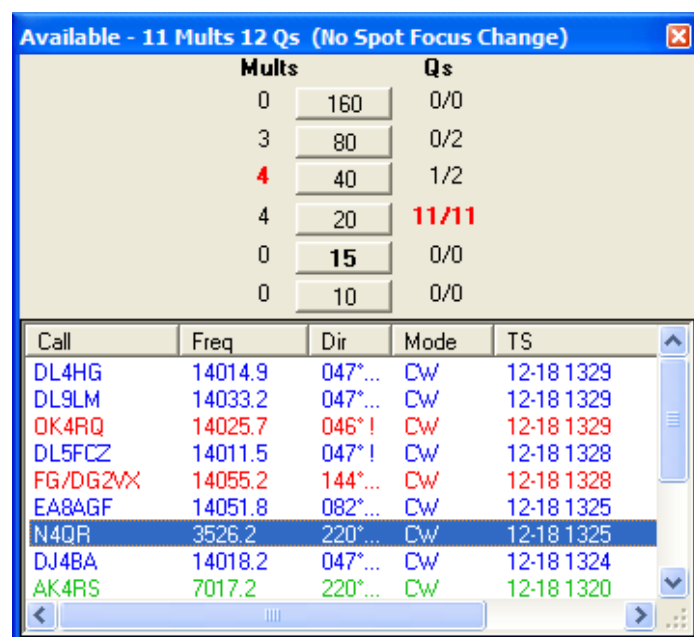 Available - 11 Mults 12 Qs (No Spot Focus Change)
Mults Qs
0 160 0/0
3 80 0/2
4 40 1/2
4 20 11/11
0 15 0/0
0 10 0/0
Call Freq Dir Mode TS
DL4HG 14014.9 047°... CW 12-18 1329
DL9LM 14033.2 047°... CW 12-18 1329
OK4RQ 14025.7 046° ! CW 12-18 1329
DL5FCZ 14011.5 047° ! CW 12-18 1328
FG/DG2VX 14055.2 144°... CW 12-18 1328
EA8AGF 14051.8 082°... CW 12-18 1325
N4QR 3526.2 220°... CW 12-18 1325
DJ4BA 14018.2 047°... CW 12-18 1324
AK4RS 7017.2 220°... CW 12-18 1320